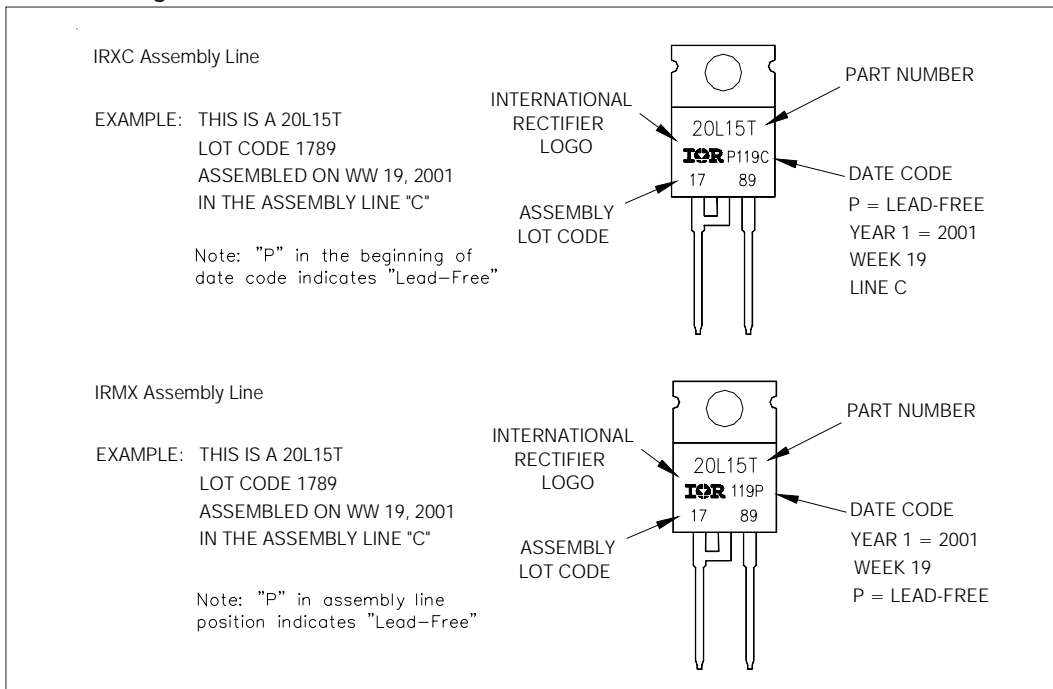 IRXC Assembly Line
EXAMPLE: THIS IS A 20L15T
LOT CODE 1789
ASSEMBLED ON WW 19, 2001
IN THE ASSEMBLY LINE "C"
Note: "P" in the beginning of
date code indicates "Lead-Free"
INTERNATIONAL
RECTIFIER
LOGO
ASSEMBLY
LOT CODE
20L15T
IOR P119C
17 89
PART NUMBER
DATE CODE
P = LEAD-FREE
YEAR 1 = 2001
WEEK 19
LINE C
IRMX Assembly Line
EXAMPLE: THIS IS A 20L15T
LOT CODE 1789
ASSEMBLED ON WW 19, 2001
IN THE ASSEMBLY LINE "C"
Note: "P" in assembly line
position indicates "Lead-Free"
INTERNATIONAL
RECTIFIER
LOGO
ASSEMBLY
LOT CODE
20L15T
IOR 119P
17 89
PART NUMBER
DATE CODE
YEAR 1 = 2001
WEEK 19
P = LEAD-FREE